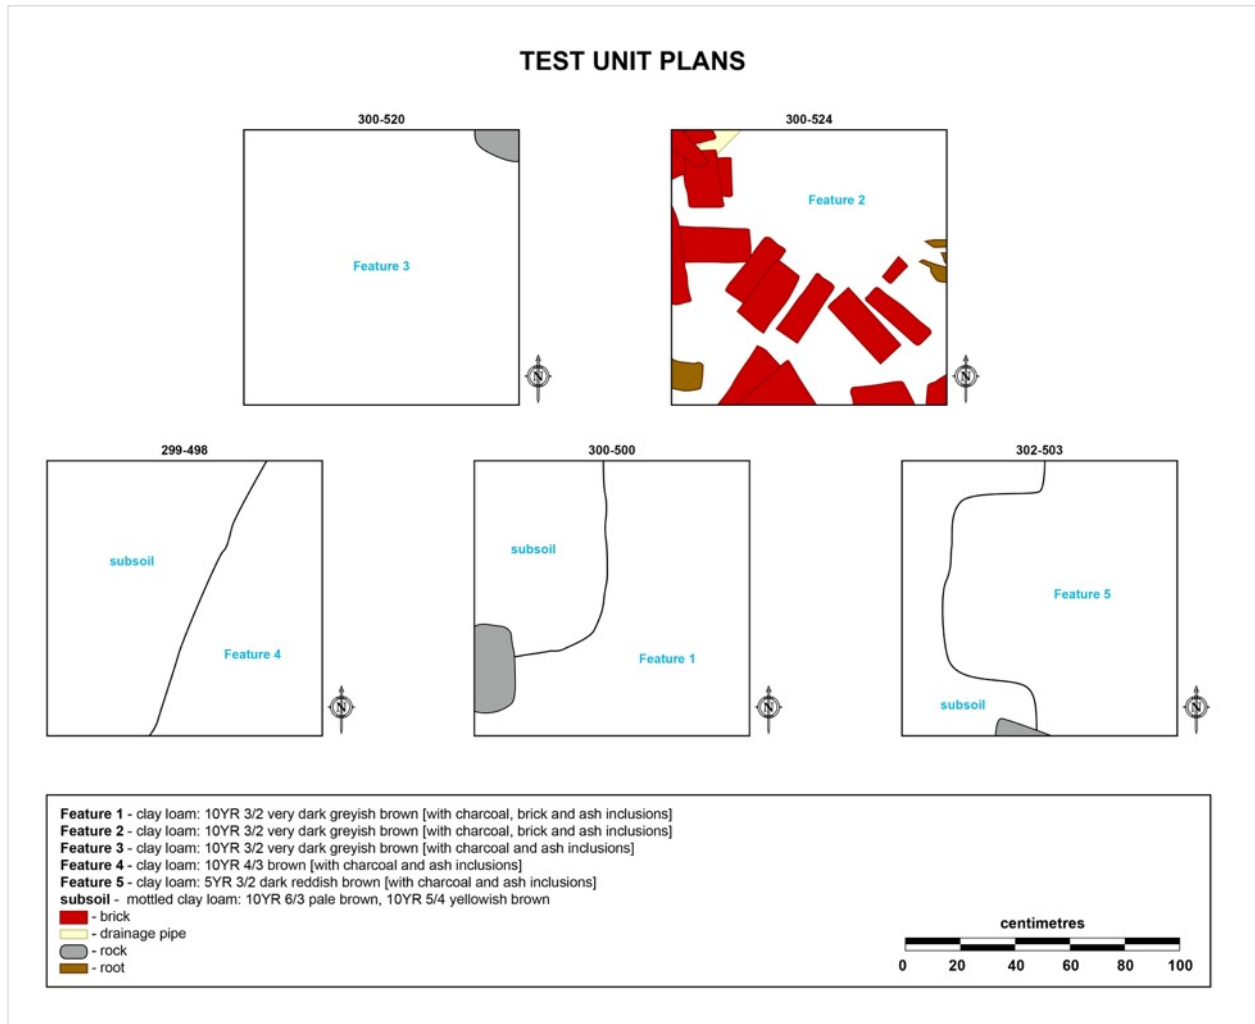 TEST UNIT PLANS
300-520
300-524
Feature 3
Feature 2
N
N
299-498
300-500
302-503
subsoil
Feature 4
subsoil
Feature 1
Feature 5
subsoil
N
N
N
Feature 1 - clay loam: 10YR 3/2 very dark greyish brown [with charcoal, brick and ash inclusions]
Feature 2 - clay loam: 10YR 3/2 very dark greyish brown [with charcoal, brick and ash inclusions]
Feature 3 - clay loam: 10YR 3/2 very dark greyish brown [with charcoal and ash inclusions]
Feature 4 - clay loam: 10YR 4/3 brown [with charcoal and ash inclusions]
Feature 5 - clay loam: 5YR 3/2 dark reddish brown [with charcoal and ash inclusions]
subsoil - mottled clay loam: 10YR 6/3 pale brown, 10YR 5/4 yellowish brown
- brick
- drainage pipe
- rock
- root
centimetres
0 20 40 60 80 100